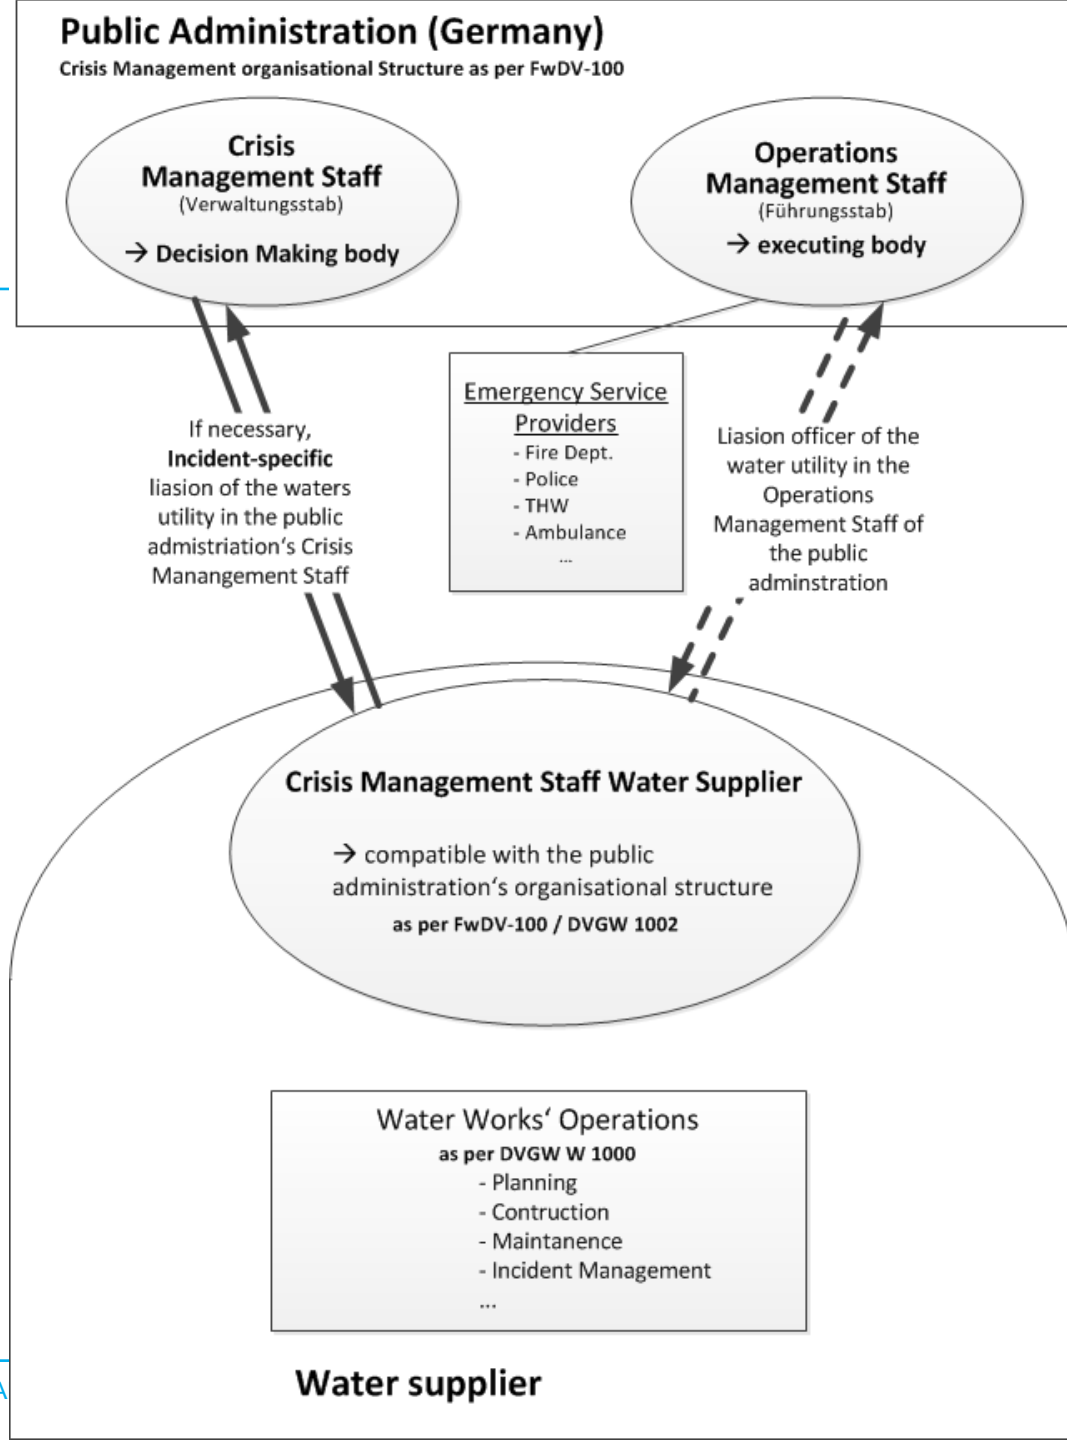 Public Administration (Germany)
Crisis Management organisational Structure as per FwDV-100
Crisis
Management Staff
(Verwaltungsstab)
→ Decision Making body
Operations
Management Staff
(Führungsstab)
→ executing body
If necessary,
Incident-specific
liasion of the waters
utility in the public
admistriation‘s Crisis
Manangement Staff
Emergency Service
Providers
- Fire Dept.
- Police
- THW
- Ambulance
...
Liasion officer of the
water utility in the
Operations
Management Staff of
the public
adminstration
Crisis Management Staff Water Supplier
→ compatible with the public
administration‘s organisational structure
as per FwDV-100 / DVGW 1002
Water Works‘ Operations
as per DVGW W 1000
- Planning
- Contruction
- Maintanence
- Incident Management
...
Water supplier
A